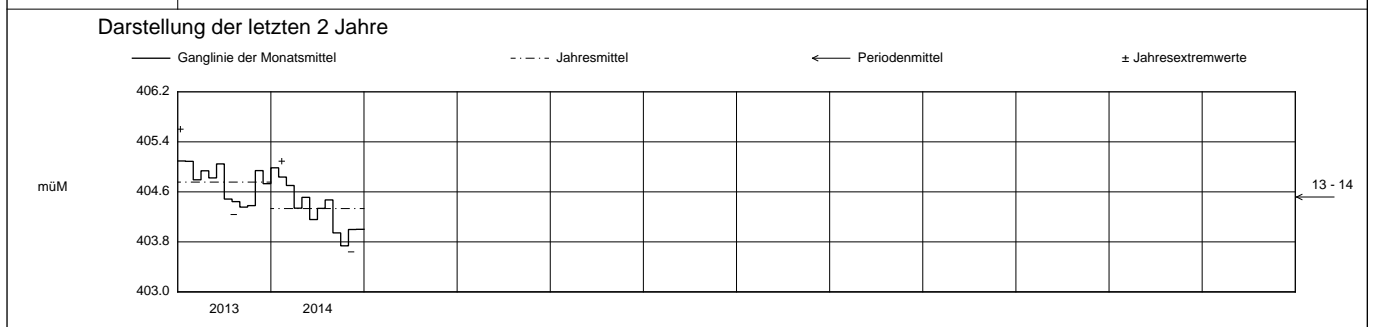 Darstellung der letzten 2 Jahre
Ganglinie der Monatsmittel Jahresmittel Periodenmittel ± Jahresextremwerte
406.2
405.4
müM
404.6
13 - 14
403.8
403.0
2013 2014